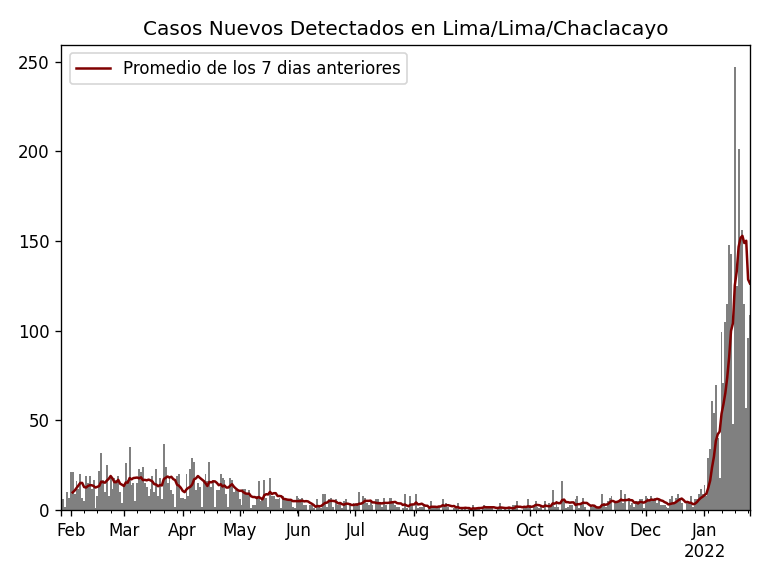 Casos Nuevos Detectados en Lima/Lima/Chaclacayo
Promedio de los 7 dias anteriores
250
200
150
100
50
0
Feb Mar Apr May Jun Jul Aug Sep Oct Nov Dec Jan
2022